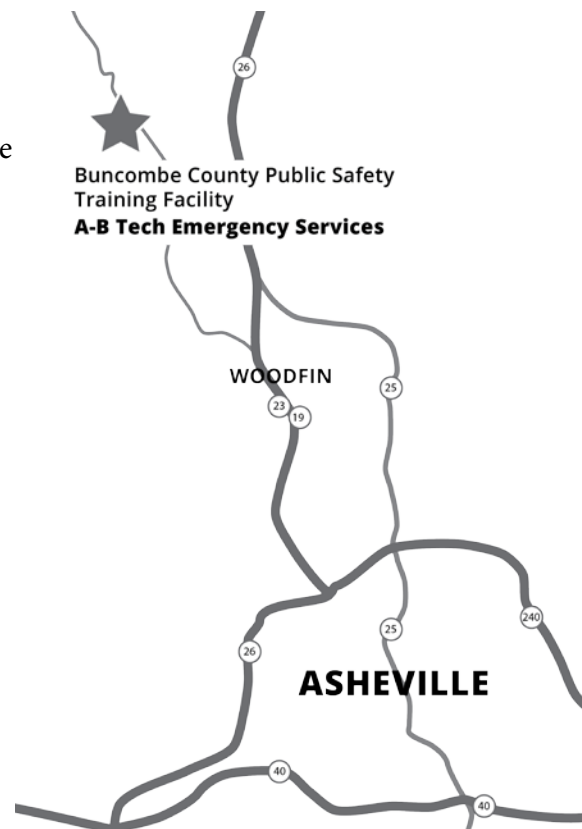 26
e
Buncombe County Public Safety
Training Facility
A-B Tech Emergency Services
WOODFIN
25
23
19
240
25
26
ASHEVILLE
40
40